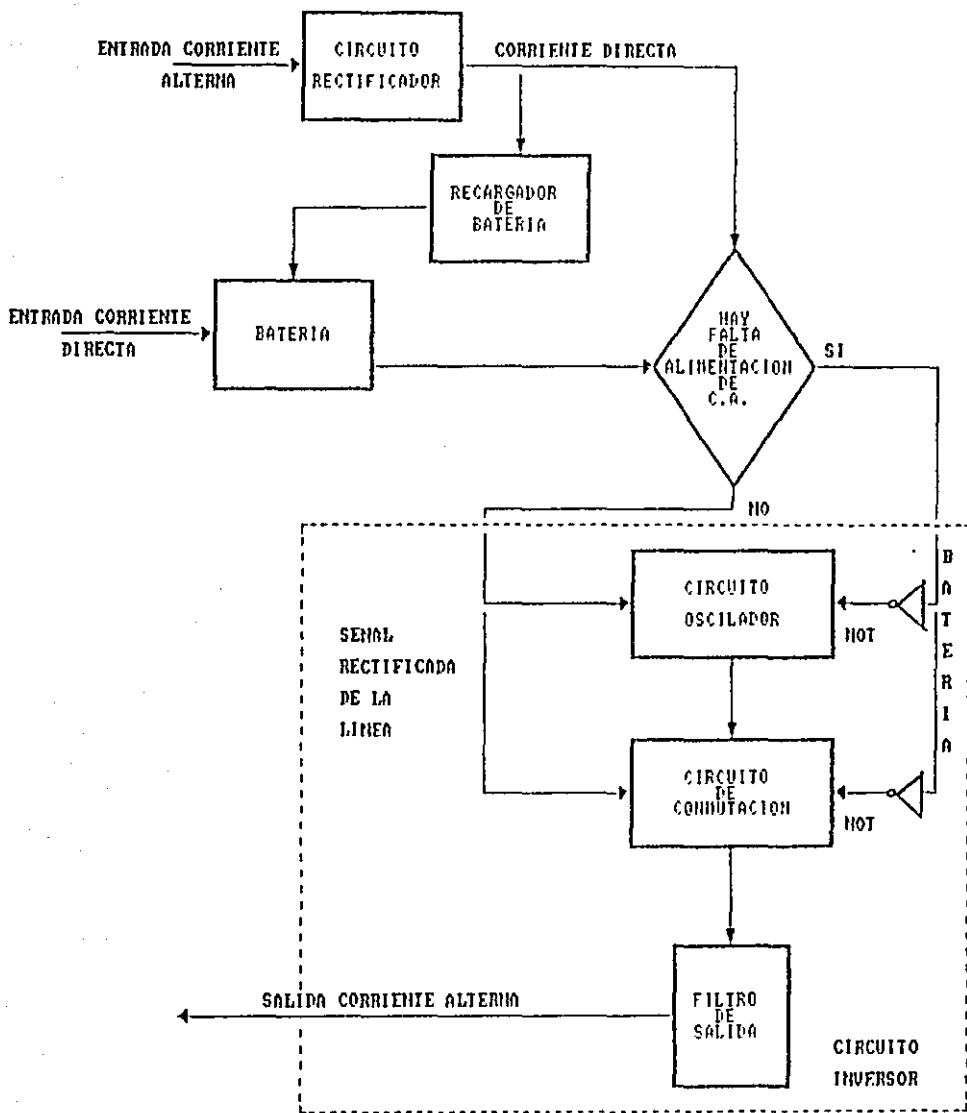 ENTRADA CORRIENTE
ALTERNA
CIRCUITO
RECTIFICADOR
CORRIENTE DIRECTA
RECARGADOR
DE
BATERIA
ENTRADA CORRIENTE
DIRECTA
BATERIA
HAY
FALTA
DE
ALIMENTACION
DE
C.A.
SI
NO
BATERIA
CIRCUITO
OSCILADOR
NOT
SENAL
RECTIFICADA
DE LA
LINEA
CIRCUITO
DE
CONMUTACION
NOT
SALIDA CORRIENTE ALTERNA
FILTRO
DE
SALIDA
CIRCUITO
INVERSOR